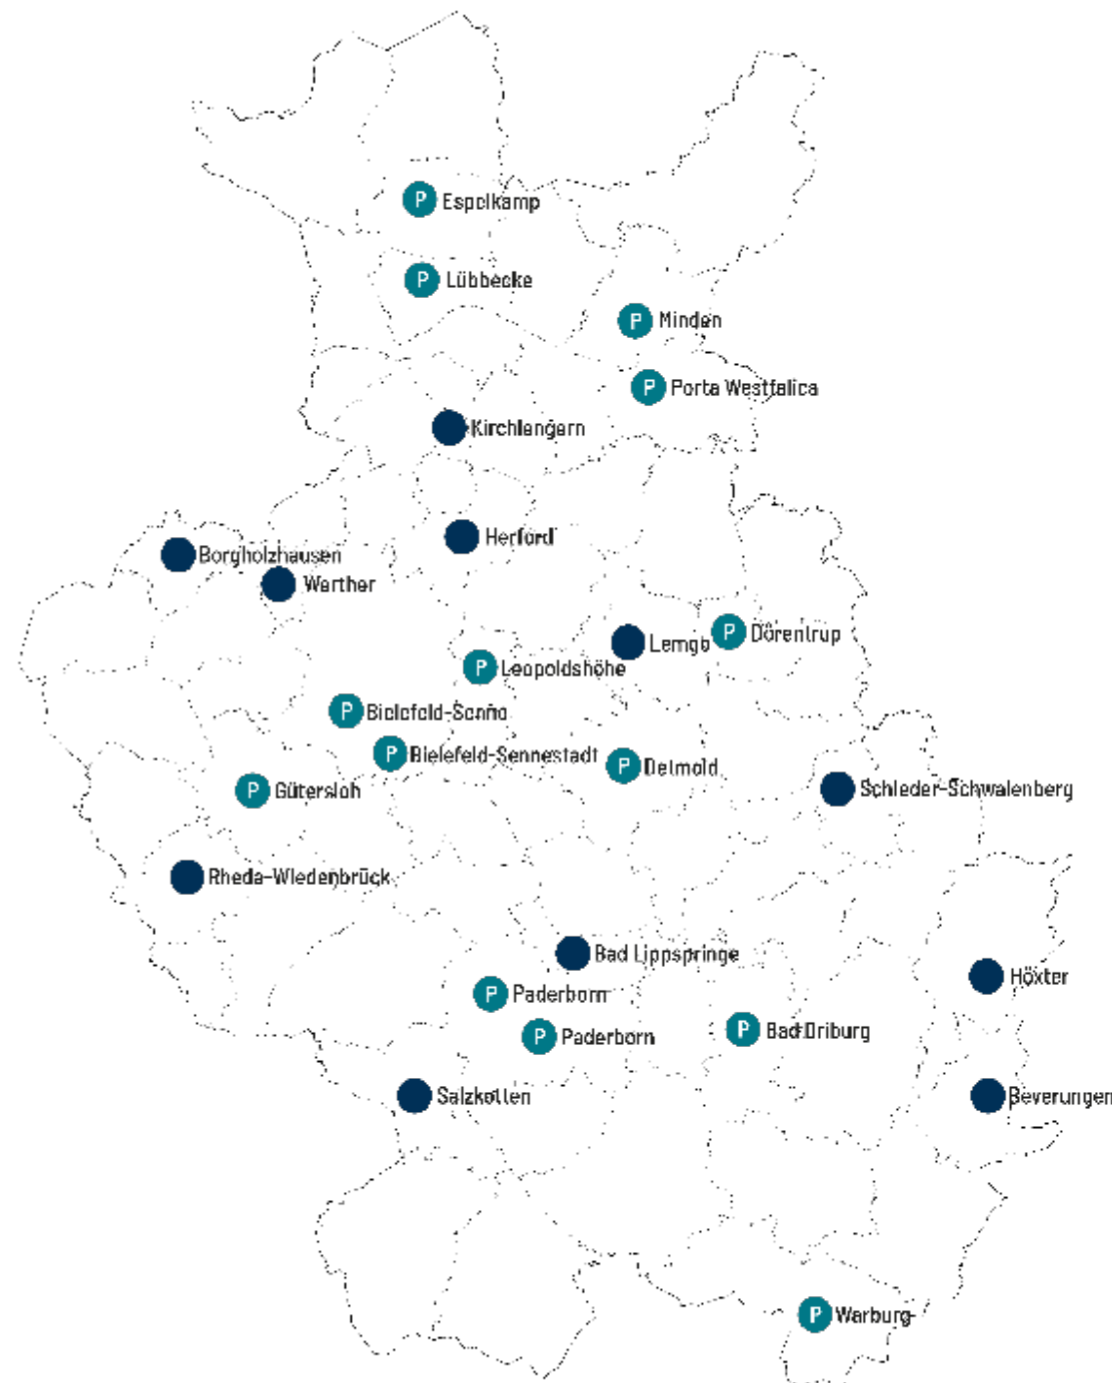 P Espelkamp
P Lübbecke
P Minden
P Porta Westfalica
Kirchlengern
Herford
Borgholzhausen
Werther
Lemgo
P Dörentrup
P Leopoldshöhe
P Bielefeld-Senne
P Bielefeld-Sennestadt
P Detmold
P Gütersloh
Schieder-Schwalenberg
Rheda-Wiedenbrück
Bad Lippspringe
Höxter
P Paderborn
P Bad Driburg
P Paderborn
Salzkotten
Beverungen
P Warburg